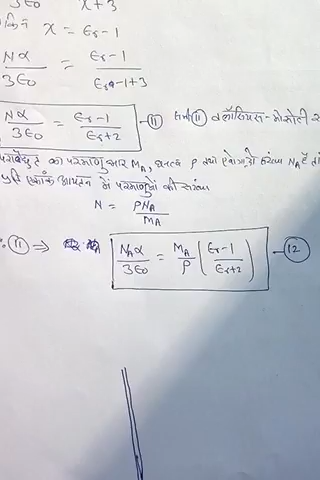 3ε₀ x+3
किन x = εr-1
Nα/3ε₀ = εr-1/εr-1+3
Nα/3ε₀ = εr-1/εr+2 —(11) समी (11) क्लॉसियस-मोसोटी स
परावैद्युत का परमाणु भार MA, घनत्व ρ तथा ऐवोगाद्रो संख्या NA है तो
प्रति एकांक आयतन में परमाणुओं की संख्या
N = ρNA/MA
(11) ⇒ NAα/3ε₀ = MA/ρ (εr-1/εr+2) —(12)